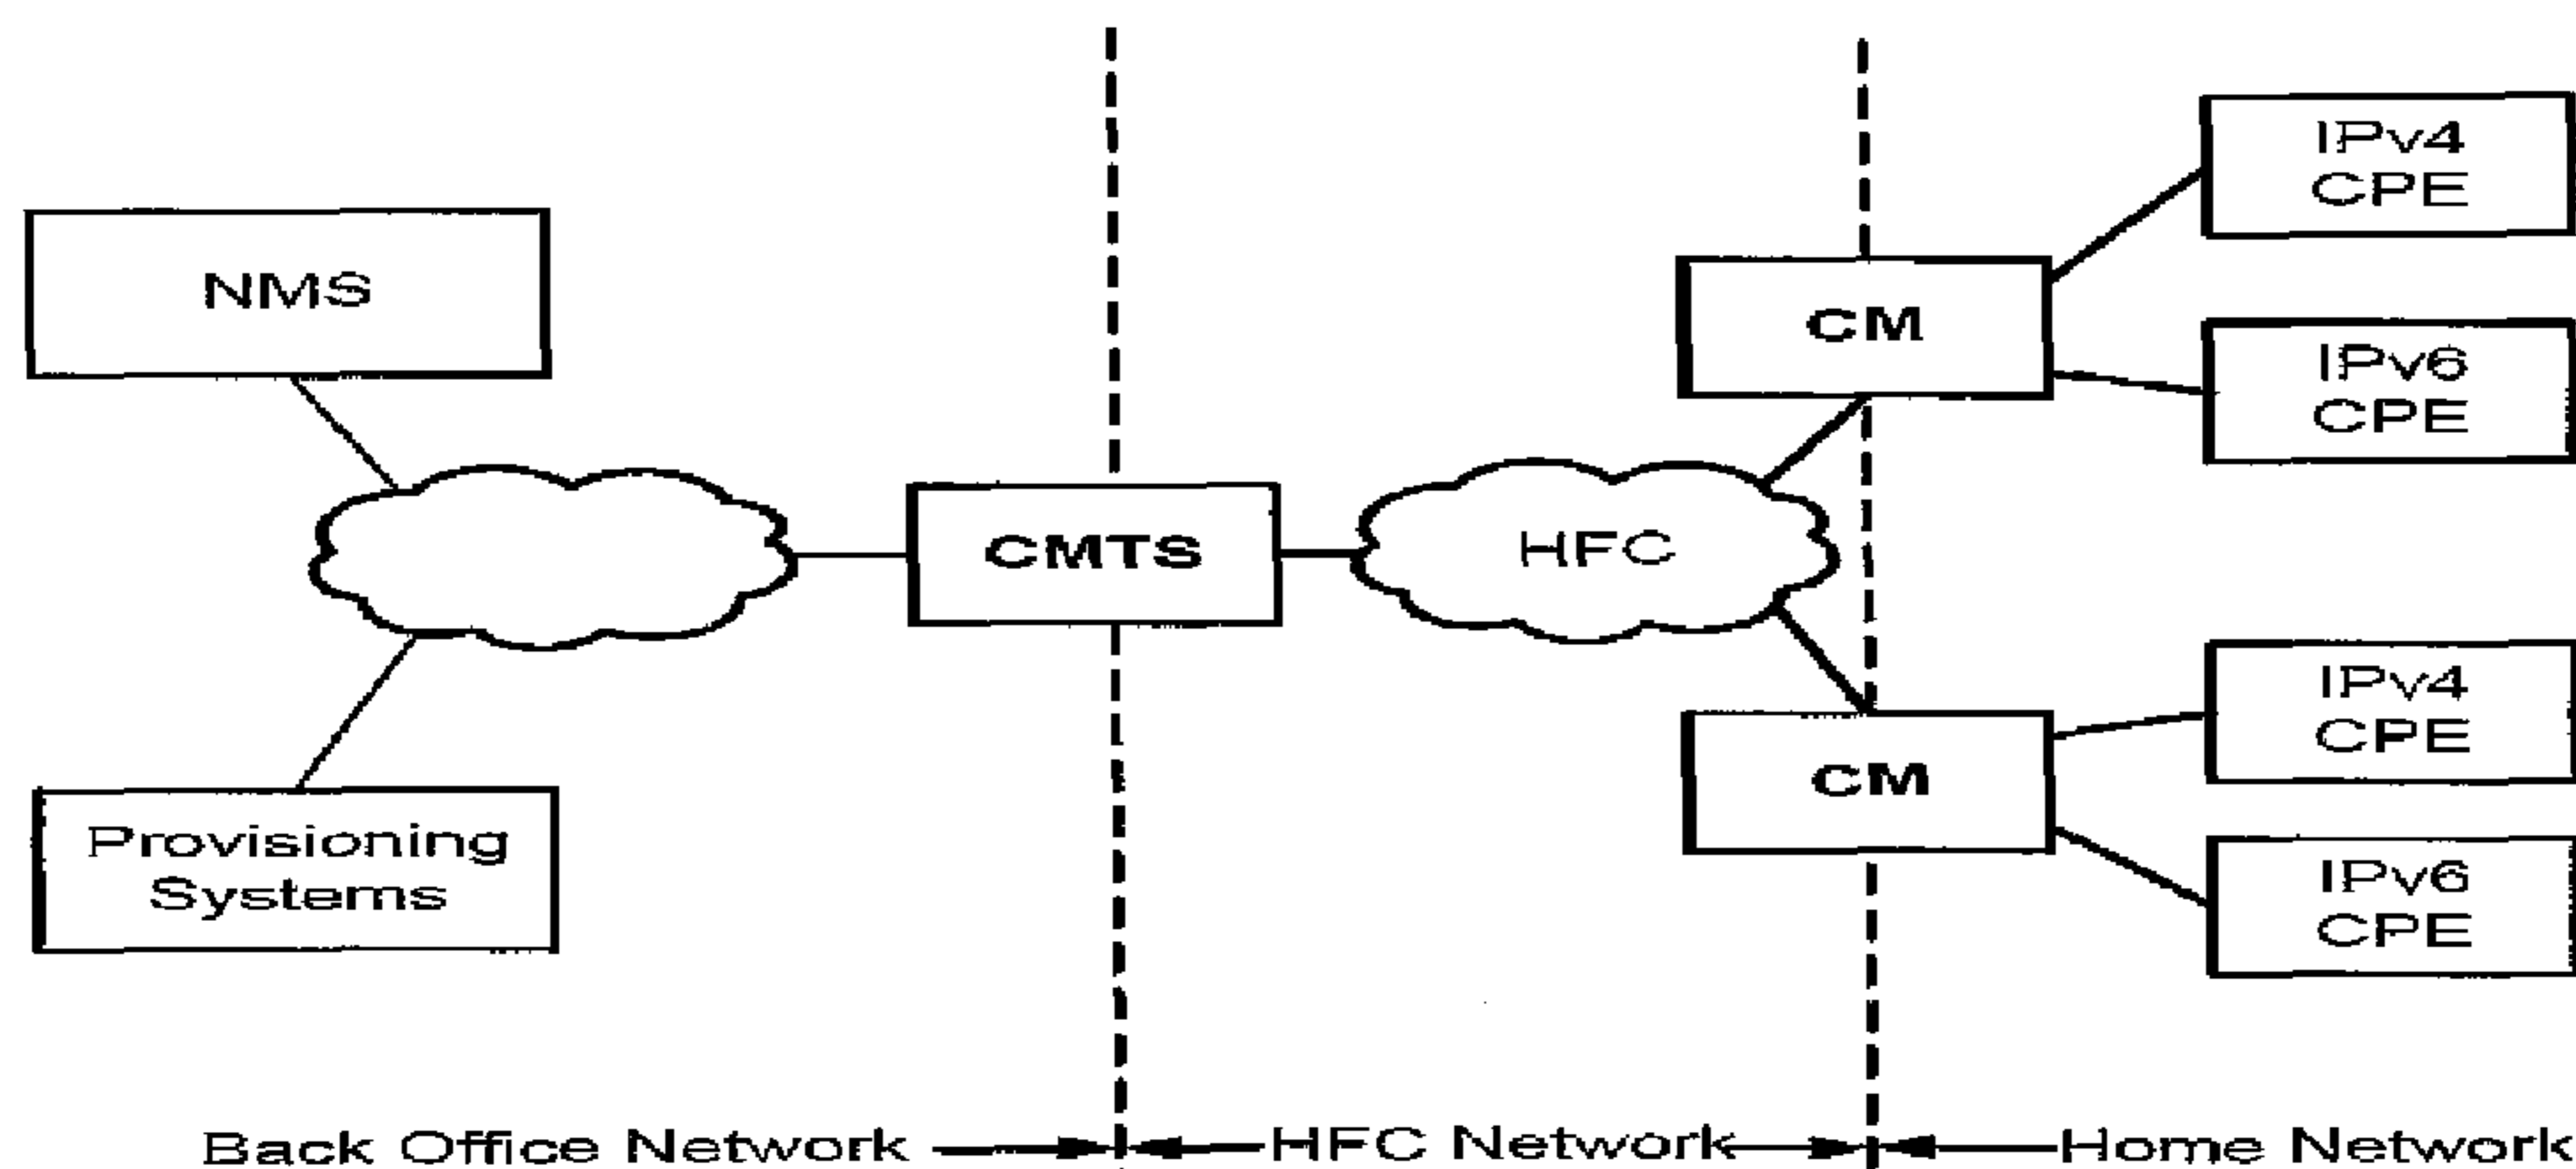 NMS
Provisioning
Systems
CMTS
HFC
CM
CM
IPv4
CPE
IPv6
CPE
IPv4
CPE
IPv6
CPE
Back Office Network
HFC Network
Home Network